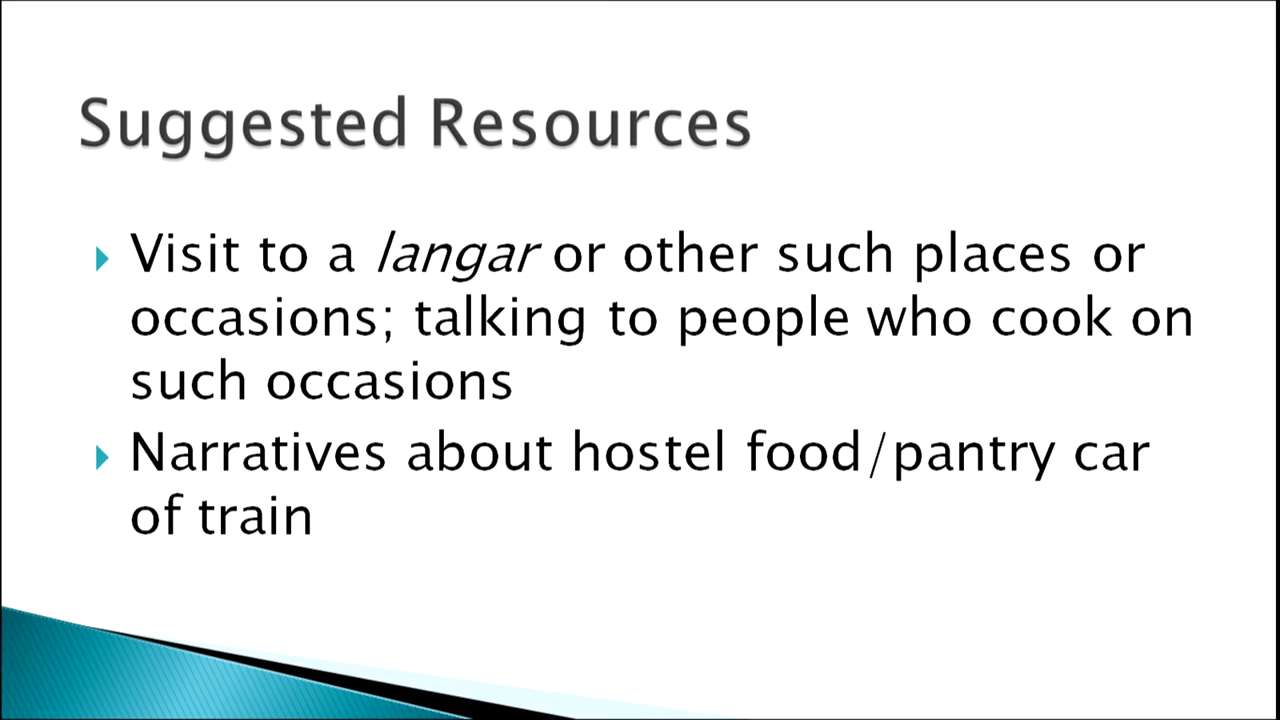 Suggested Resources
Visit to a langar or other such places or
occasions; talking to people who cook on
such occasions
Narratives about hostel food/pantry car
of train